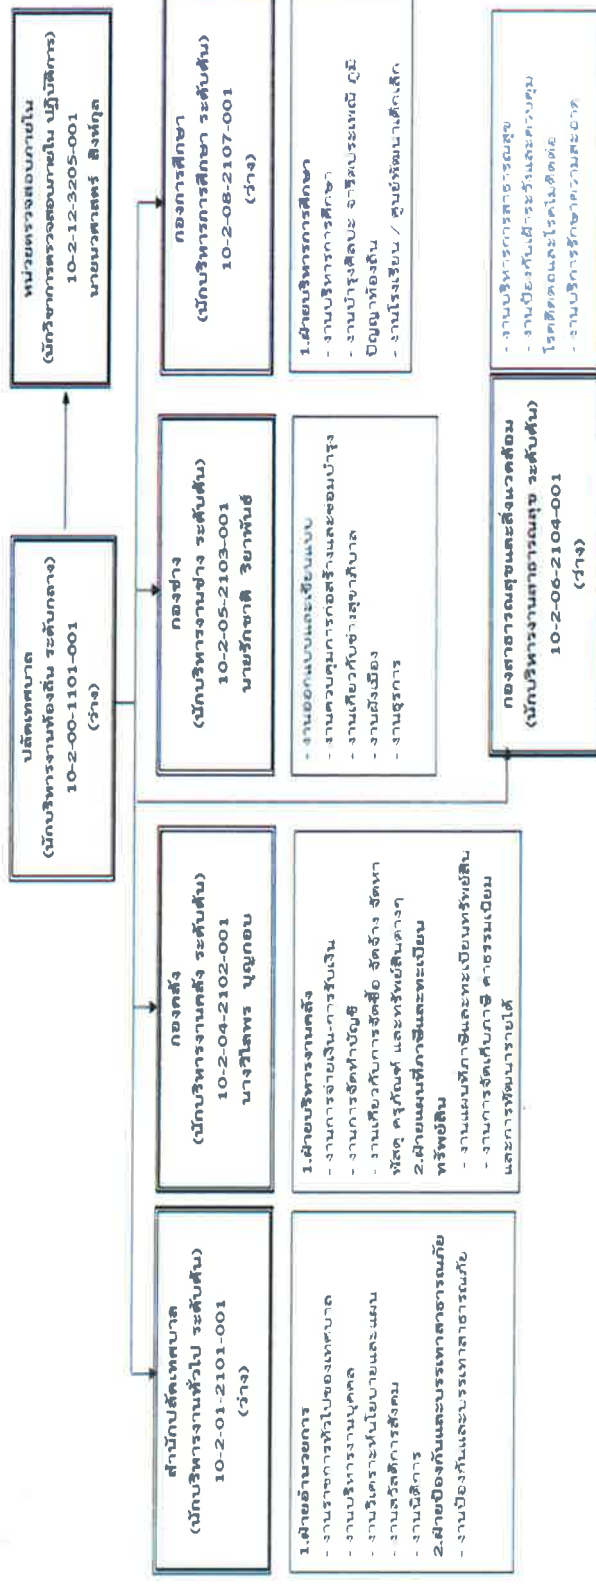 ปลัดเทศบาล
(นักบริหารงานท้องถิ่น ระดับกลาง)
10-2-00-1101-001
(ว่าง)
หน่วยตรวจสอบภายใน
(นักวิชาการตรวจสอบภายใน ปฏิบัติการ)
10-2-12-3205-001
นายนวศาสตร์ สิงห์กุล
สำนักปลัดเทศบาล
(นักบริหารงานทั่วไป ระดับต้น)
10-2-01-2101-001
(ว่าง)
1.ฝ่ายอำนวยการ
- งานราชการทั่วไปของเทศบาล
- งานบริหารงานบุคคล
- งานวิเคราะห์นโยบายและแผน
- งานสวัสดิการสังคม
- งานนิติการ
2.ฝ่ายป้องกันและบรรเทาสาธารณภัย
- งานป้องกันและบรรเทาสาธารณภัย
กองคลัง
(นักบริหารงานคลัง ระดับต้น)
10-2-04-2102-001
นางวิไลพร บุญกอบ
1.ฝ่ายบริหารงานคลัง
- งานการจ่ายเงิน-การรับเงิน
- งานการจัดทำบัญชี
- งานเกี่ยวกับการจัดซื้อ จัดจ้าง จัดหา
พัสดุ ครุภัณฑ์ และทรัพย์สินต่างๆ
2.ฝ่ายแผนที่ภาษีและทะเบียน
ทรัพย์สิน
- งานแผนที่ภาษีและทะเบียนทรัพย์สิน
- งานการจัดเก็บภาษี ค่าธรรมเนียม
และการพัฒนารายได้
กองช่าง
(นักบริหารงานช่าง ระดับต้น)
10-2-05-2103-001
นายรักชาติ ริยาพันธ์
- งานออกแบบและเขียนแบบ
- งานควบคุมการก่อสร้างและซ่อมบำรุง
- งานเกี่ยวกับช่างสุขาภิบาล
- งานผังเมือง
- งานธุรการ
กองการศึกษา
(นักบริหารการศึกษา ระดับต้น)
10-2-08-2107-001
(ว่าง)
1.ฝ่ายบริหารการศึกษา
- งานบริหารการศึกษา
- งานบำรุงศิลปะ จารีตประเพณี ภูมิ
ปัญญาท้องถิ่น
- งานโรงเรียน / ศูนย์พัฒนาเด็กเล็ก
กองสาธารณสุขและสิ่งแวดล้อม
(นักบริหารงานสาธารณสุข ระดับต้น)
10-2-06-2104-001
(ว่าง)
- งานบริหารการสาธารณสุข
- งานป้องกันเฝ้าระวังและควบคุม
โรคติดต่อและโรคไม่ติดต่อ
- งานบริการรักษาความสะอาด